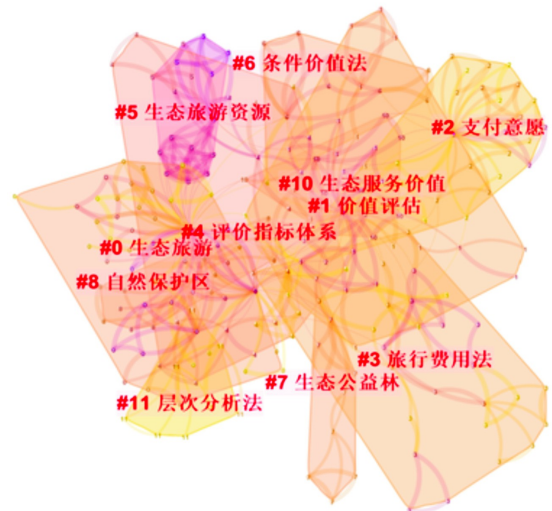 #6 条件价值法
#5 生态旅游资源
#2 支付意愿
#10 生态服务价值
#1 价值评估
#4 评价指标体系
#0 生态旅游
#8 自然保护区
#3 旅行费用法
#7 生态公益林
#11 层次分析法